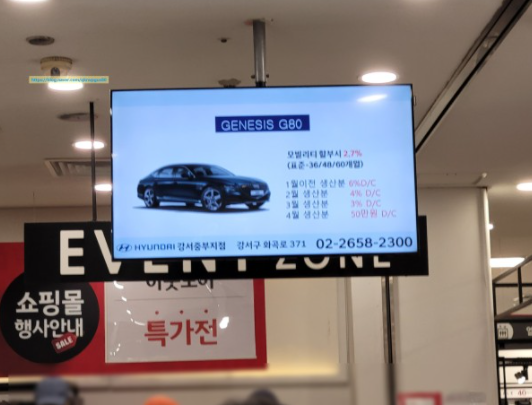 GENESIS G80
모빌리티 할부시 2.7%
(표준-36/48/60개월)
1월이전 생산분 6%D/C
2월 생산분 4% D/C
3월 생산분 3% D/C
4월 생산분 50만원 D/C
HYUNDAI 강서중부지점 강서구 화곡로 371 02-2658-2300
EVENT ZONE
쇼핑몰
행사안내
SALE
특가전